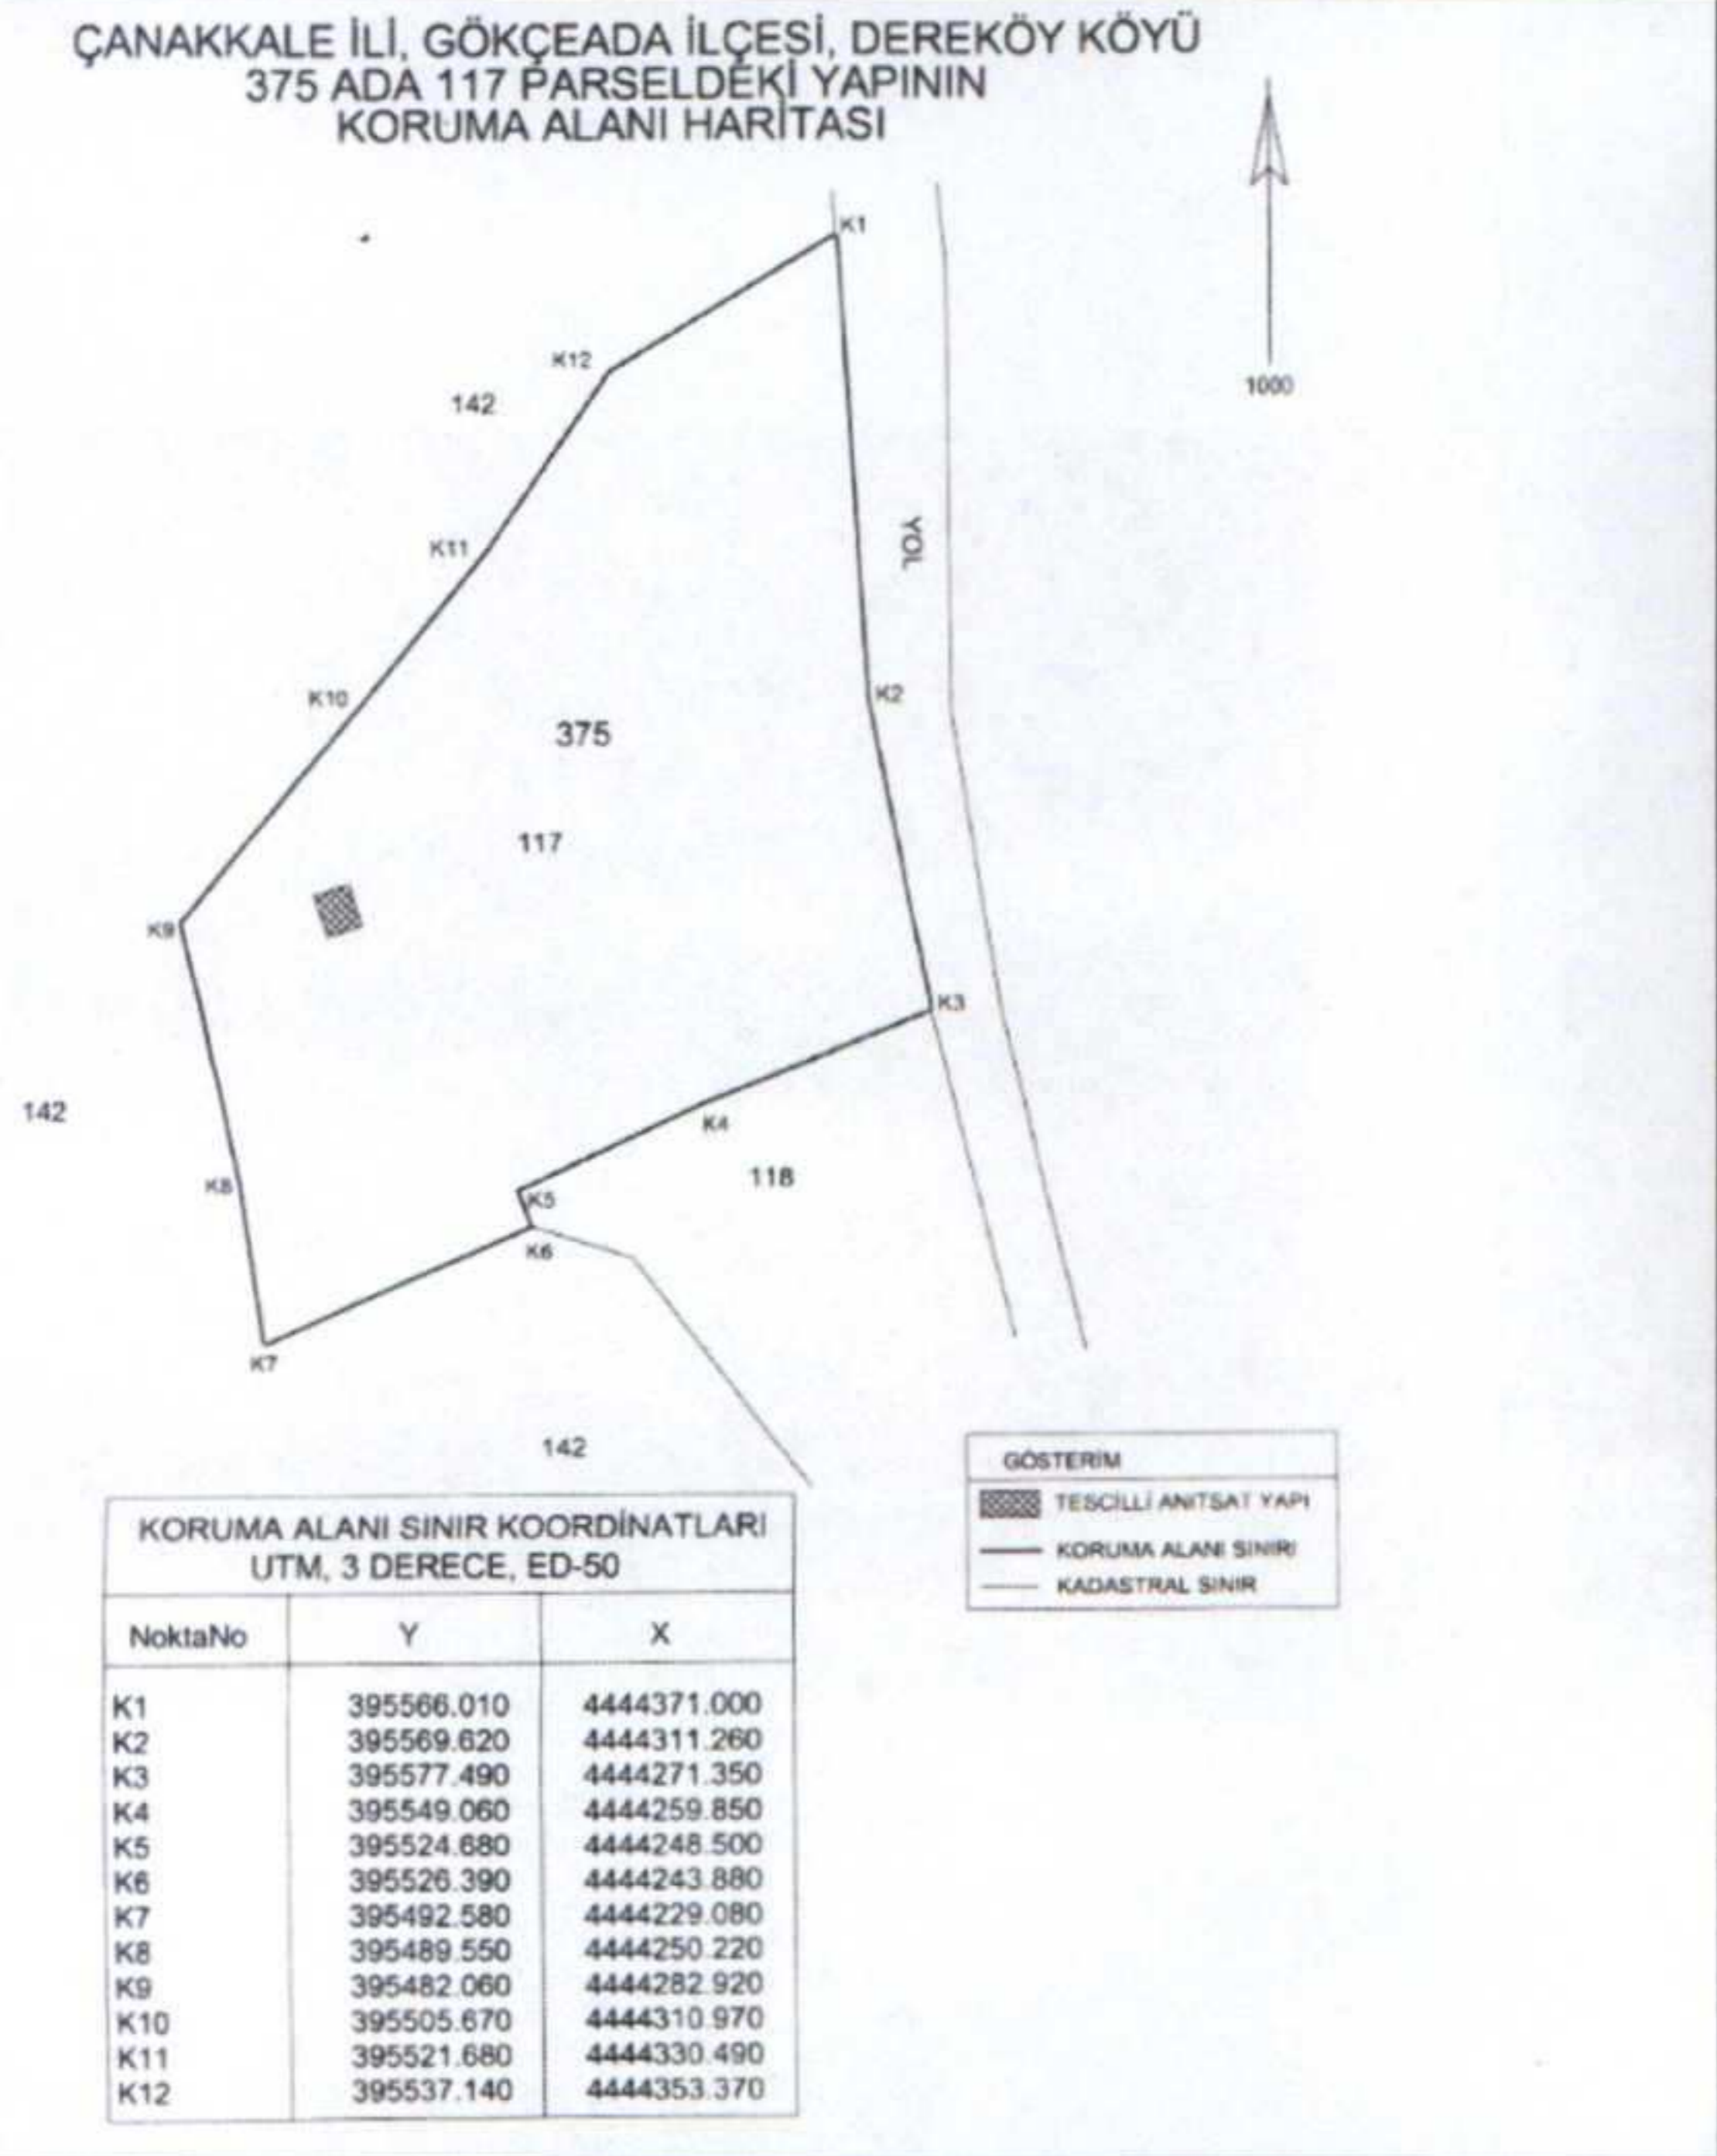 ÇANAKKALE İLİ, GÖKÇEADA İLÇESİ, DEREKÖY KÖYÜ
375 ADA 117 PARSELDEKİ YAPININ
KORUMA ALANI HARİTASI
K1
K12
142
1000
K11
YOL
K10
K2
375
117
K9
K3
142
K4
K8
118
K5
K6
K7
142
GÖSTERİM
TESCİLLİ ANITSAT YAPI
KORUMA ALANI SINIRI
KADASTRAL SINIR
KORUMA ALANI SINIR KOORDİNATLARI
UTM, 3 DERECE, ED-50
NoktaNo Y X
K1 395566.010 4444371.000
K2 395569.620 4444311.260
K3 395577.490 4444271.350
K4 395549.060 4444259.850
K5 395524.680 4444248.500
K6 395526.390 4444243.880
K7 395492.580 4444229.080
K8 395489.550 4444250.220
K9 395482.060 4444282.920
K10 395505.670 4444310.970
K11 395521.680 4444330.490
K12 395537.140 4444353.370